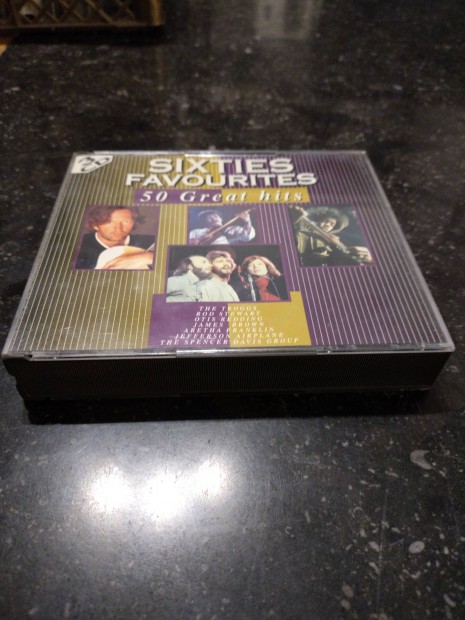 SIXTIES
FAVOURITES
50 Great hits
THE TROGGS
ROD STEWART
OTIS REDDING
JAMES BROWN
ARETHA FRANKLIN
JEFFERSON AIRPLANE
THE SPENCER DAVIS GROUP